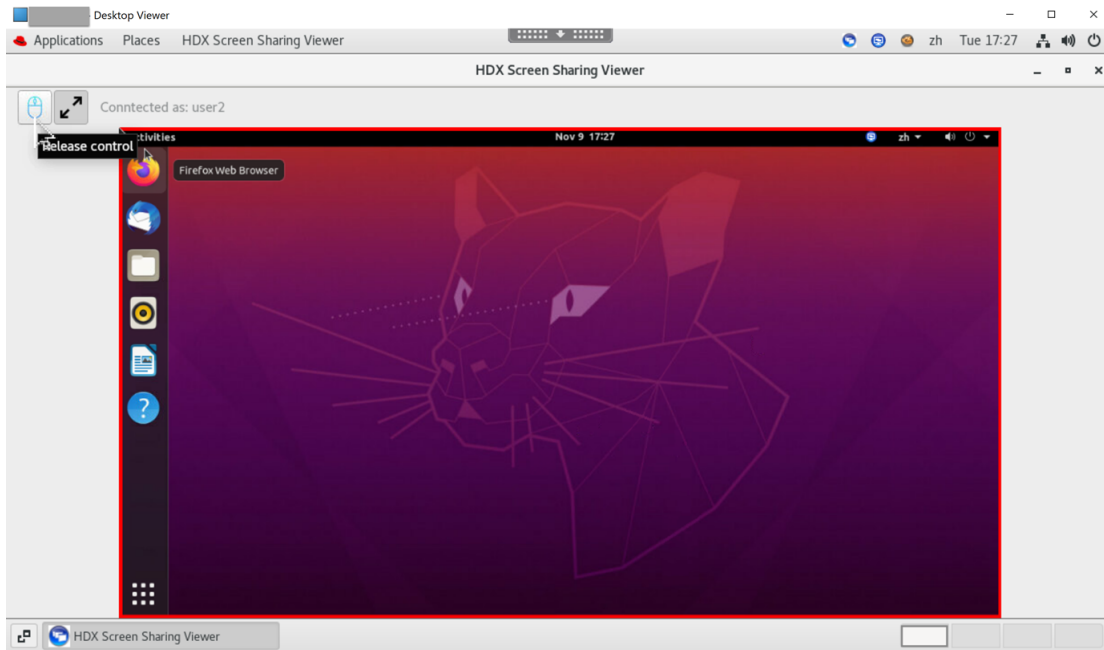 Desktop Viewer
Applications Places HDX Screen Sharing Viewer zh Tue 17:27
HDX Screen Sharing Viewer
Conntected as: user2
Release control
ctivities Nov 9 17:27 zh
Firefox Web Browser
?
HDX Screen Sharing Viewer